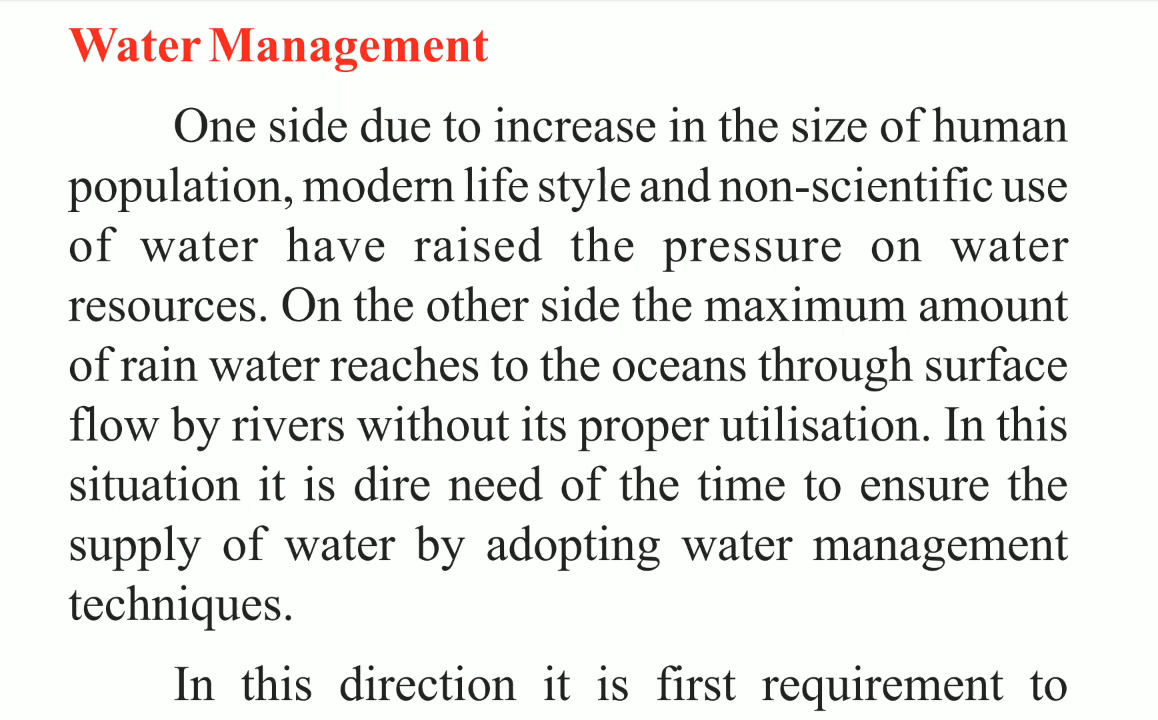 Water Management
One side due to increase in the size of human
population, modern life style and non-scientific use
of water have raised the pressure on water
resources. On the other side the maximum amount
of rain water reaches to the oceans through surface
flow by rivers without its proper utilisation. In this
situation it is dire need of the time to ensure the
supply of water by adopting water management
techniques.
In this direction it is first requirement to